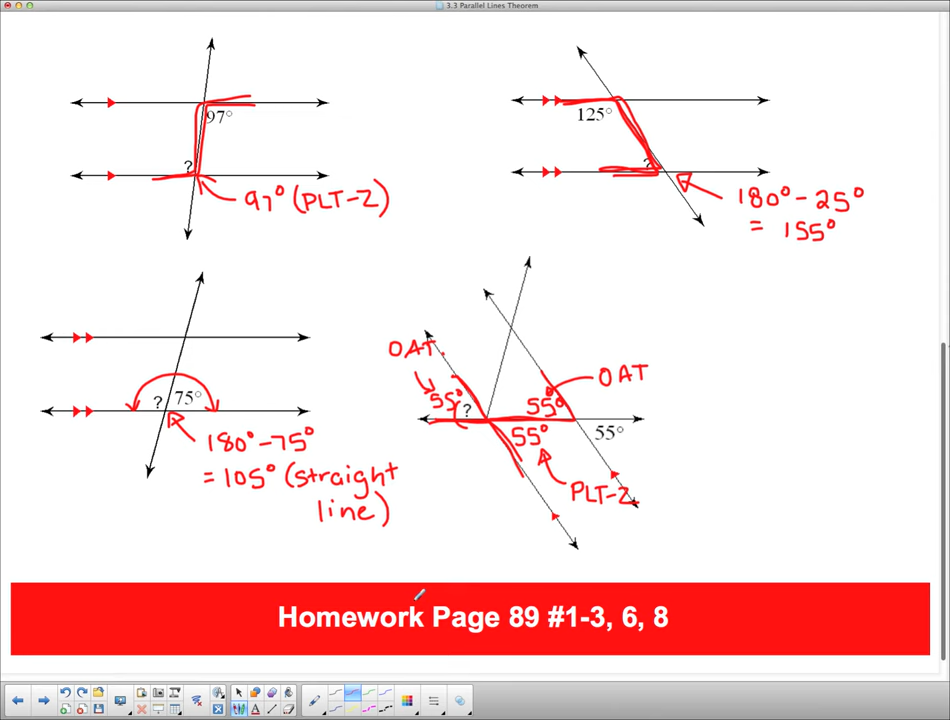 3.3 Parallel Lines Theorem
97°
?
97° (PLT-Z)
125°
?
180° - 25°
= 155°
75°
?
180° - 75°
= 105° (straight
line)
OAT.
55°
?
55°
OAT
55°
55°
PLT-Z
Homework Page 89 #1-3, 6, 8